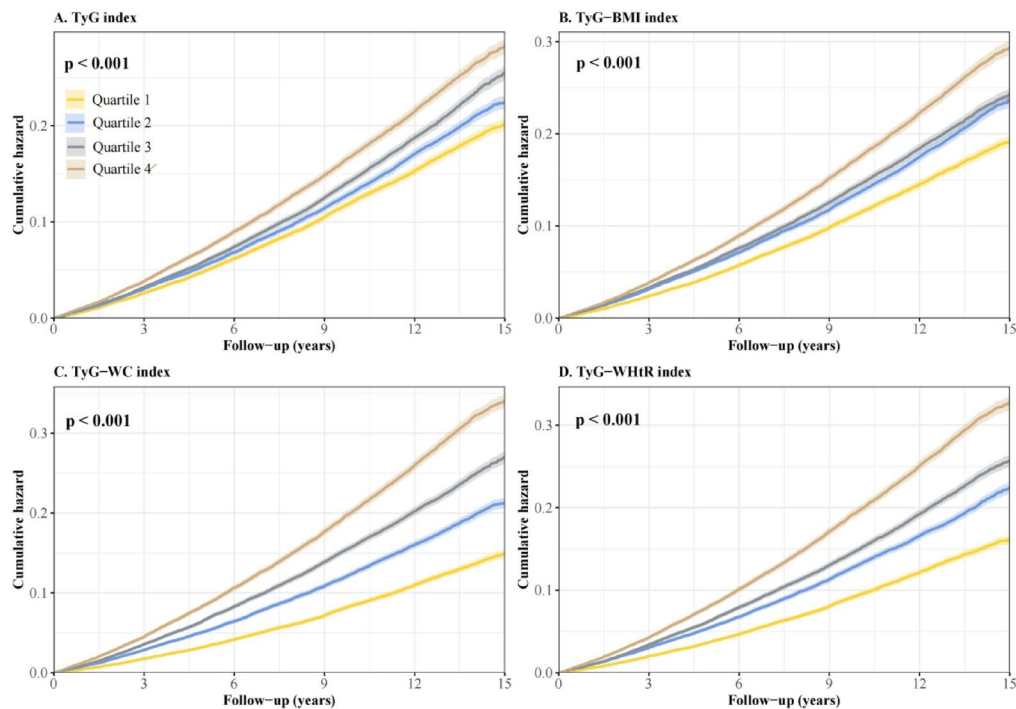 A. TyG index
p < 0.001
Quartile 1
Quartile 2
Quartile 3
Quartile 4
Cumulative hazard
0.2
0.1
0.0
0 3 6 9 12 15
Follow−up (years)
B. TyG−BMI index
p < 0.001
Cumulative hazard
0.3
0.2
0.1
0.0
0 3 6 9 12 15
Follow−up (years)
C. TyG−WC index
p < 0.001
Cumulative hazard
0.3
0.2
0.1
0.0
0 3 6 9 12 15
Follow−up (years)
D. TyG−WHtR index
p < 0.001
Cumulative hazard
0.3
0.2
0.1
0.0
0 3 6 9 12 15
Follow−up (years)